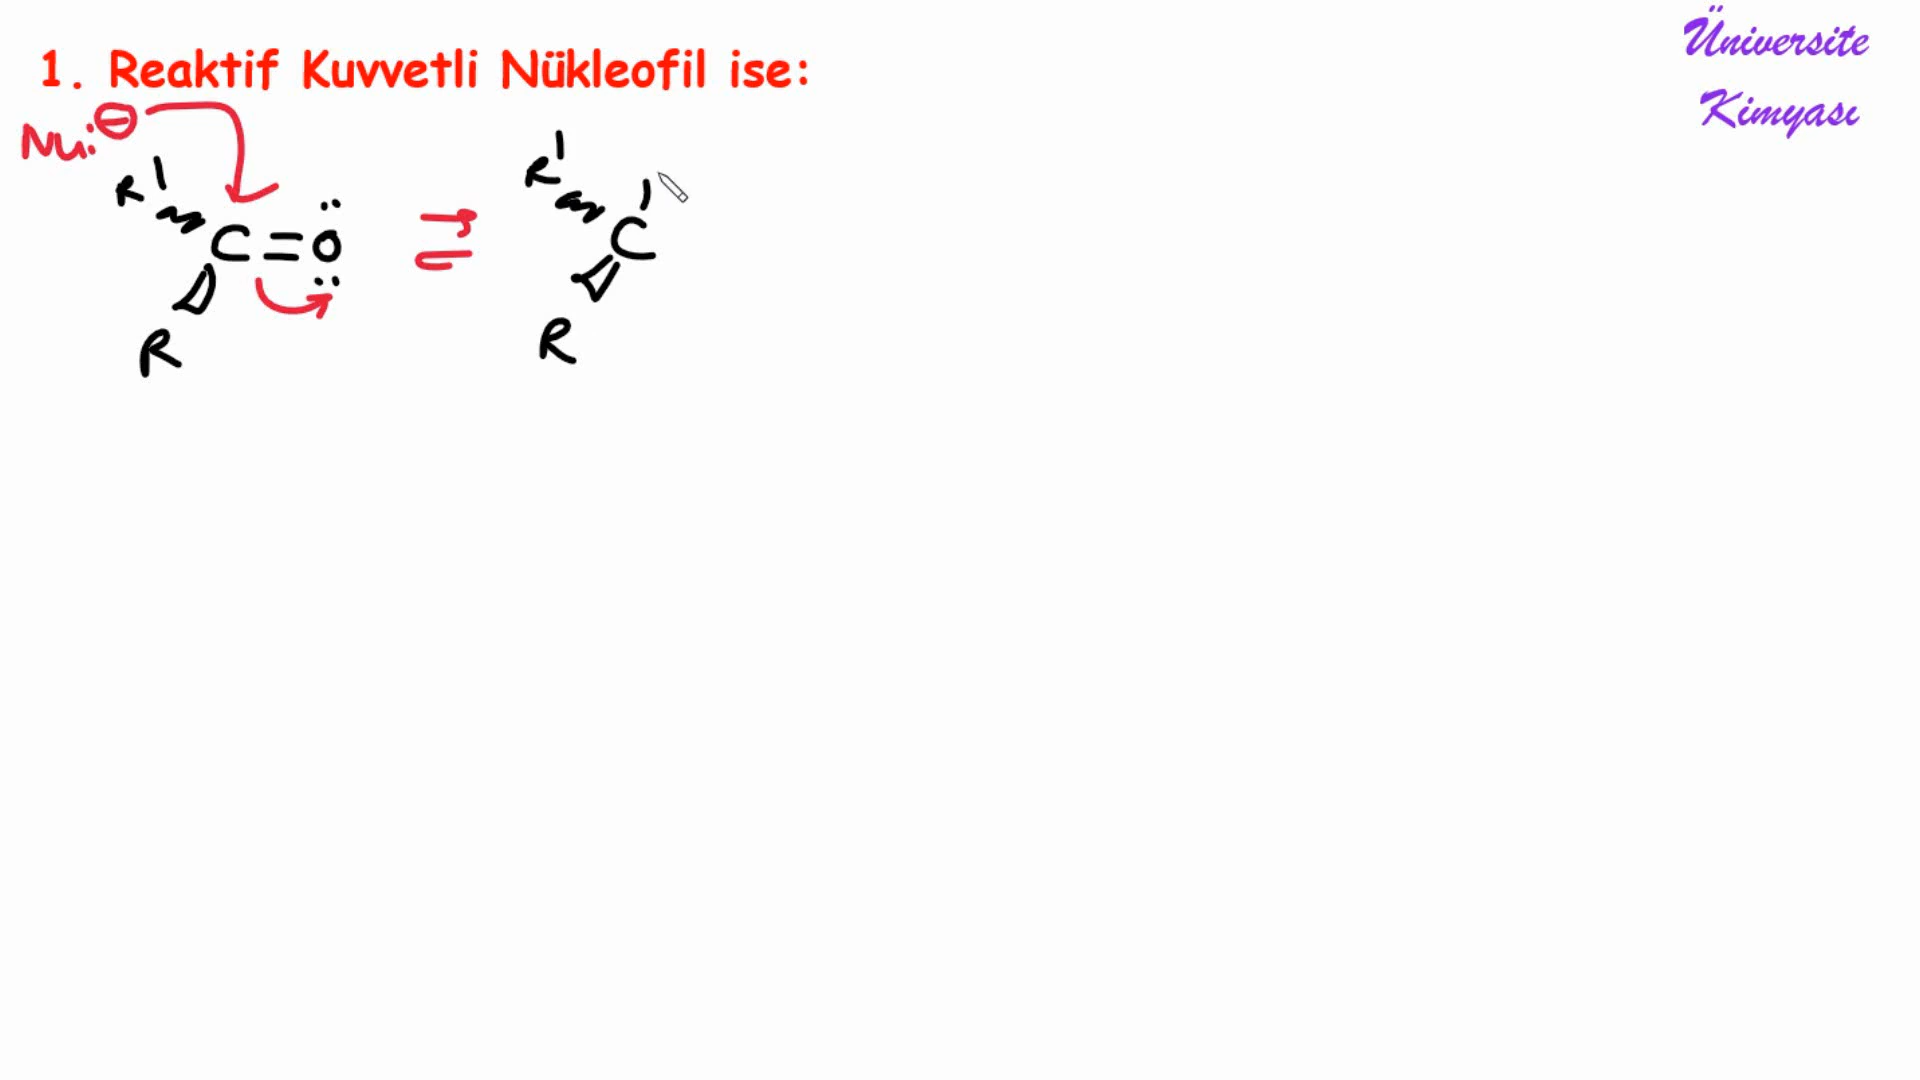 1. Reaktif Kuvvetli Nükleofil ise:
Üniversite
Kimyası
Nu:⊖
R'
C=O
R
R'
C
R